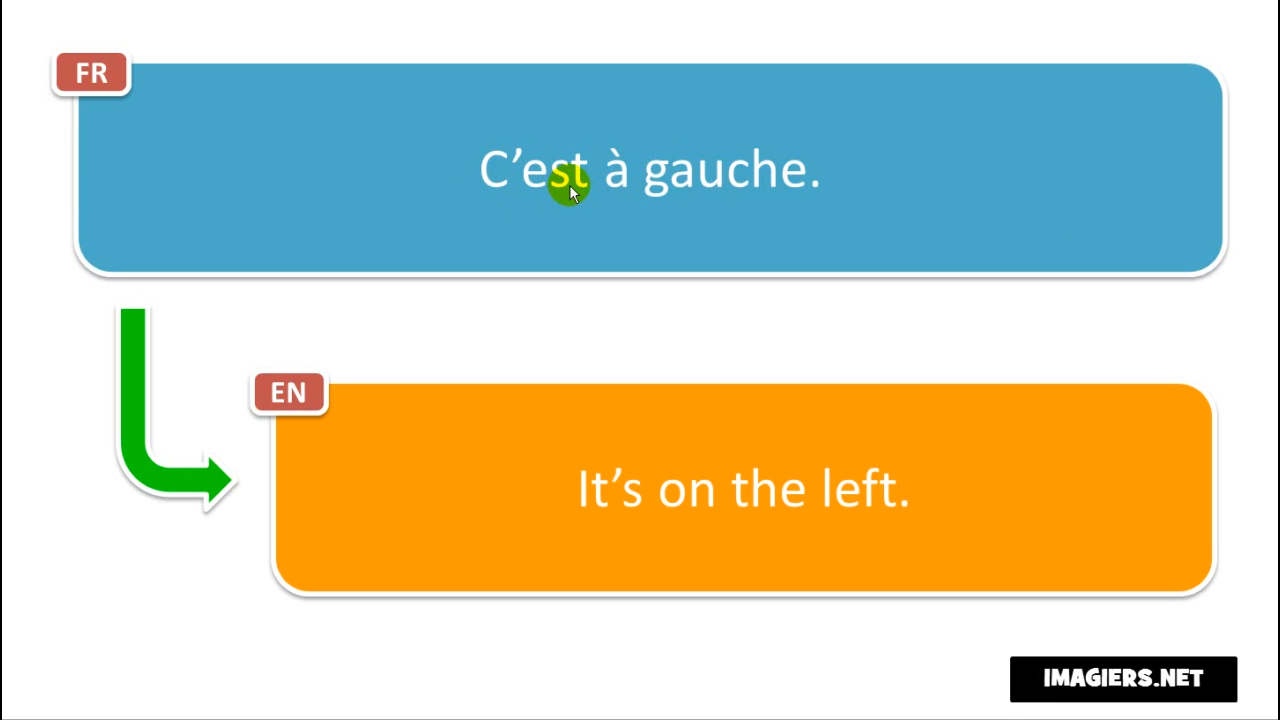 FR
C’est à gauche.
EN
It’s on the left.
IMAGIERS.NET